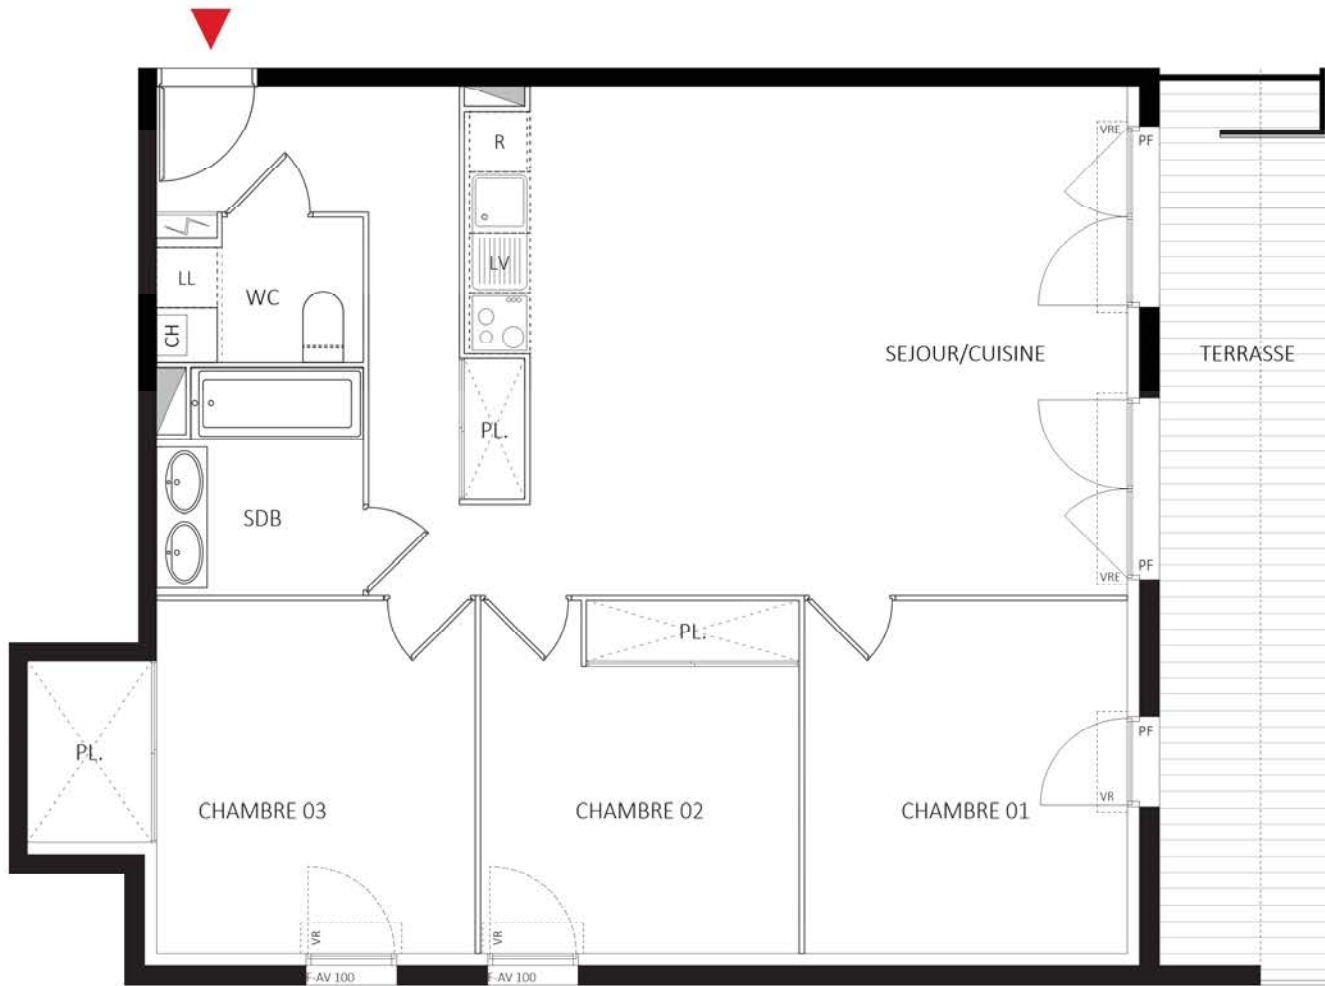 VRE
PF
R
LL
LV
WC
CH
SEJOUR/CUISINE
TERRASSE
PL.
SDB
PF
VRE
PL.
PF
PL.
VR
CHAMBRE 03
CHAMBRE 02
CHAMBRE 01
VR
VR
F-AV 100
F-AV 100